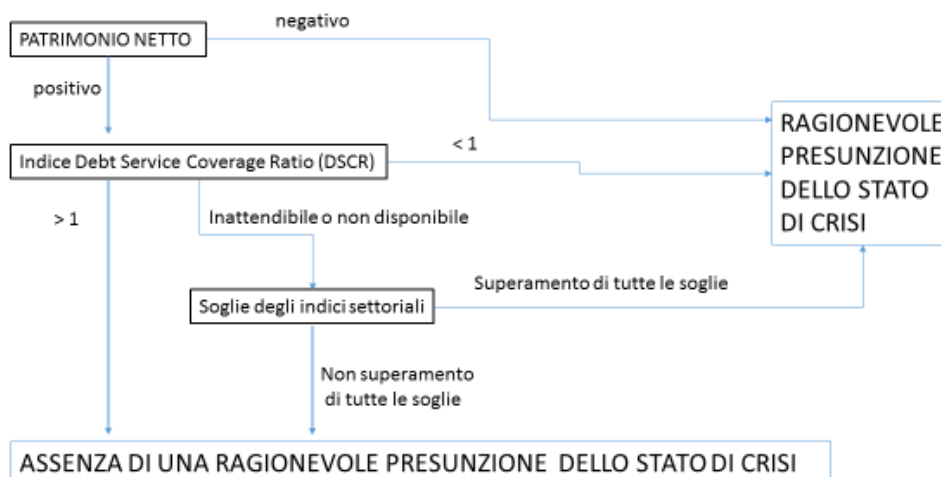 negativo
PATRIMONIO NETTO
positivo
RAGIONEVOLE
PRESUNZIONE
DELLO STATO
DI CRISI
< 1
Indice Debt Service Coverage Ratio (DSCR)
> 1
Inattendibile o non disponibile
Superamento di tutte le soglie
Soglie degli indici settoriali
Non superamento
di tutte le soglie
ASSENZA DI UNA RAGIONEVOLE PRESUNZIONE DELLO STATO DI CRISI